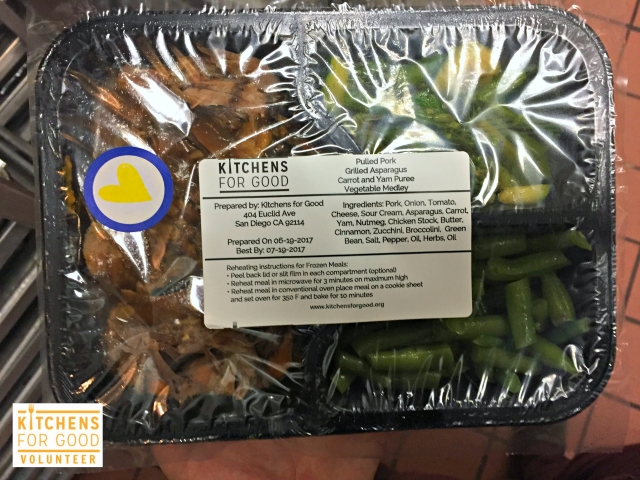 KITCHENS
FOR GOOD
Pulled Pork
Grilled Asparagus
Carrot and Yam Puree
Vegetable Medley
Prepared by: Kitchens for Good
404 Euclid Ave
San Diego CA 92114
Prepared On 06-19-2017
Best By: 07-19-2017
Ingredients: Pork, Onion, Tomato,
Cheese, Sour Cream, Asparagus, Carrot,
Yam, Nutmeg, Chicken Stock, Butter,
Cinnamon, Zucchini, Broccolini, Green
Bean, Salt, Pepper, Oil, Herbs, Oil
Reheating instructions for Frozen Meals:
• Peel back lid or slit film in each compartment (optional)
• Reheat meal in microwave for 3 minutes on maximum high
• Reheat meal in conventional oven place meal on a cookie sheet
and set oven for 350 F and bake for 10 minutes
www.kitchensforgood.org
KITCHENS
FOR GOOD
VOLUNTEER